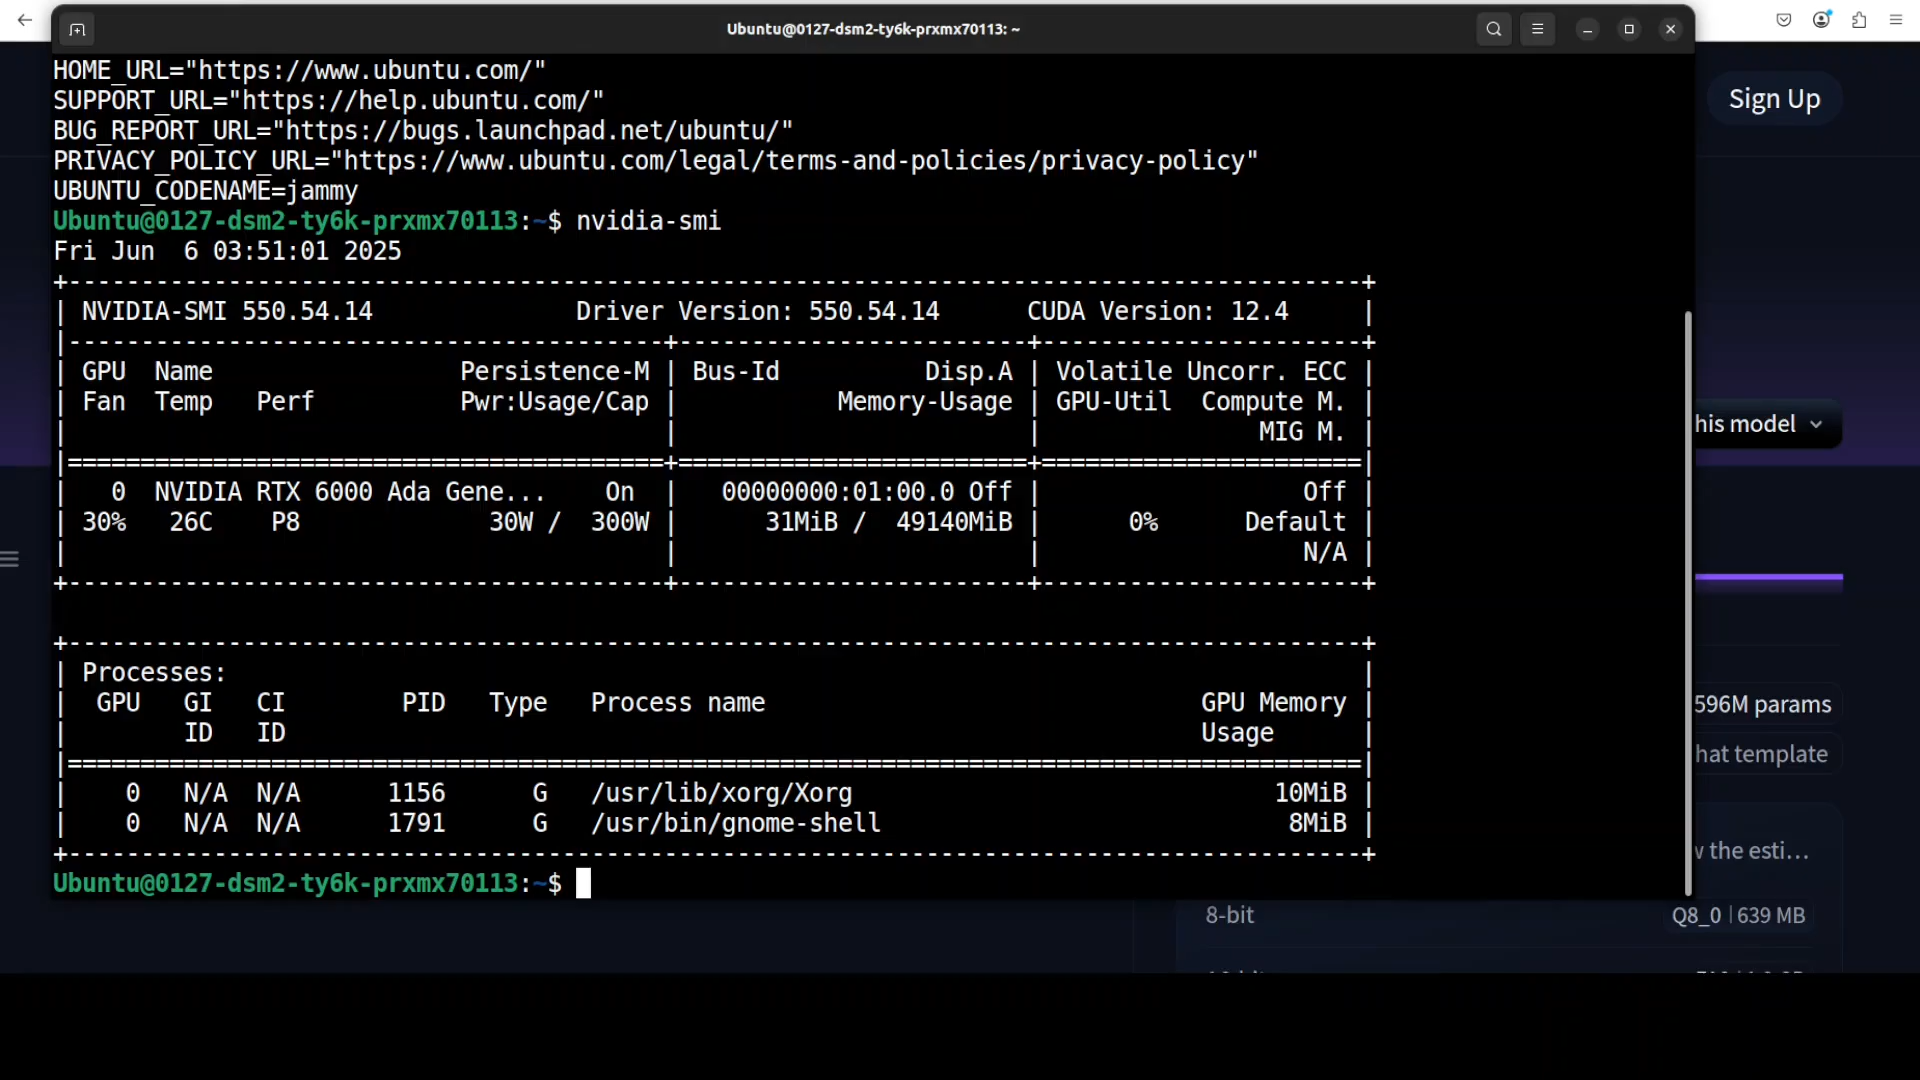 Ubuntu@0127-dsm2-ty6k-prxmx70113: ~
HOME_URL="https://www.ubuntu.com/"
SUPPORT_URL="https://help.ubuntu.com/"
BUG_REPORT_URL="https://bugs.launchpad.net/ubuntu/"
PRIVACY_POLICY_URL="https://www.ubuntu.com/legal/terms-and-policies/privacy-policy"
UBUNTU_CODENAME=jammy
Ubuntu@0127-dsm2-ty6k-prxmx70113:~$ nvidia-smi
Fri Jun  6 03:51:01 2025
+-----------------------------------------------------------------------------------------+
| NVIDIA-SMI 550.54.14              Driver Version: 550.54.14      CUDA Version: 12.4     |
|-----------------------------------------+------------------------+----------------------+
| GPU  Name                 Persistence-M | Bus-Id          Disp.A | Volatile Uncorr. ECC |
| Fan  Temp   Perf          Pwr:Usage/Cap |           Memory-Usage | GPU-Util  Compute M. |
|                                         |                        |               MIG M. |
|=========================================+========================+======================|
|   0  NVIDIA RTX 6000 Ada Gene...    On  |   00000000:01:00.0 Off |                  Off |
| 30%   26C    P8             30W /  300W |      31MiB /  49140MiB |      0%      Default |
|                                         |                        |                  N/A |
+-----------------------------------------+------------------------+----------------------+
+-----------------------------------------------------------------------------------------+
| Processes:                                                                              |
|  GPU   GI   CI        PID   Type   Process name                              GPU Memory |
|        ID   ID                                                               Usage      |
|=========================================================================================|
|    0   N/A  N/A      1156      G   /usr/lib/xorg/Xorg                             10MiB |
|    0   N/A  N/A      1791      G   /usr/bin/gnome-shell                            8MiB |
+-----------------------------------------------------------------------------------------+
Ubuntu@0127-dsm2-ty6k-prxmx70113:~$
Sign Up
his model
596M params
hat template
w the esti...
8-bit Q8_0 | 639 MB